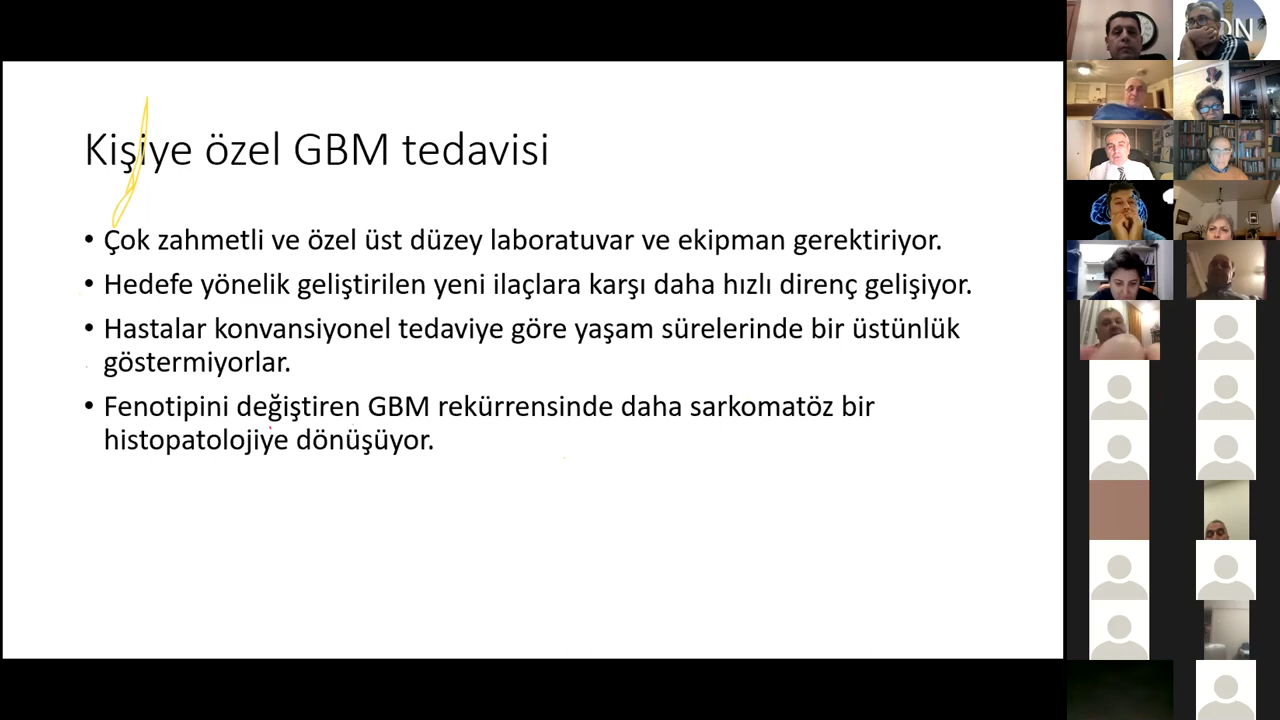 Kişiye özel GBM tedavisi
• Çok zahmetli ve özel üst düzey laboratuvar ve ekipman gerektiriyor.
• Hedefe yönelik geliştirilen yeni ilaçlara karşı daha hızlı direnç gelişiyor.
• Hastalar konvansiyonel tedaviye göre yaşam sürelerinde bir üstünlük
göstermiyorlar.
• Fenotipini değiştiren GBM rekürrensinde daha sarkomatöz bir
histopatolojiye dönüşüyor.